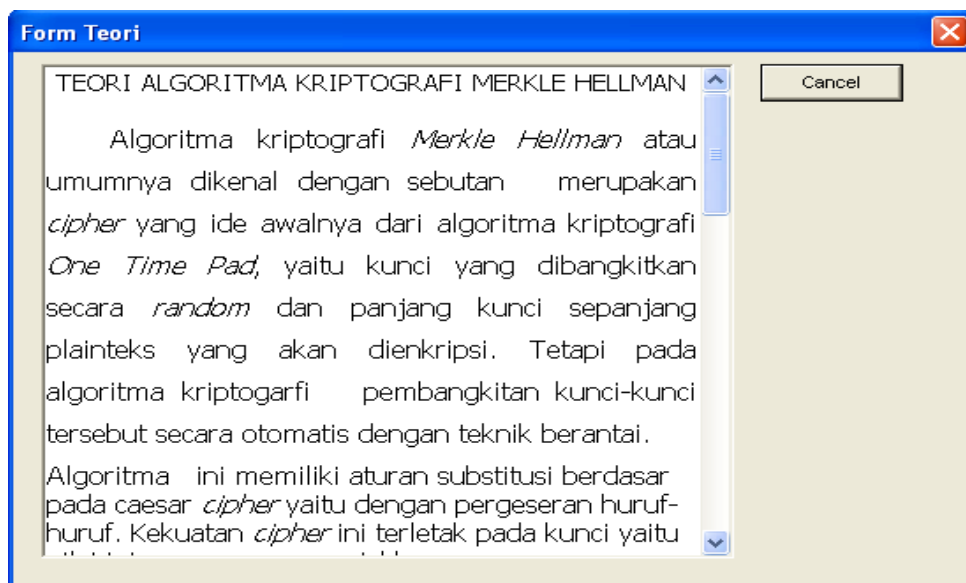 Form Teori
TEORI ALGORITMA KRIPTOGRAFI MERKLE HELLMAN
Cancel
Algoritma kriptografi Merkle Hellman atau
umumnya dikenal dengan sebutan merupakan
cipher yang ide awalnya dari algoritma kriptografi
One Time Pad, yaitu kunci yang dibangkitkan
secara random dan panjang kunci sepanjang
plainteks yang akan dienkripsi. Tetapi pada
algoritma kriptogarfi pembangkitan kunci-kunci
tersebut secara otomatis dengan teknik berantai.
Algoritma ini memiliki aturan substitusi berdasar
pada caesar cipher yaitu dengan pergeseran huruf-
huruf. Kekuatan cipher ini terletak pada kunci yaitu